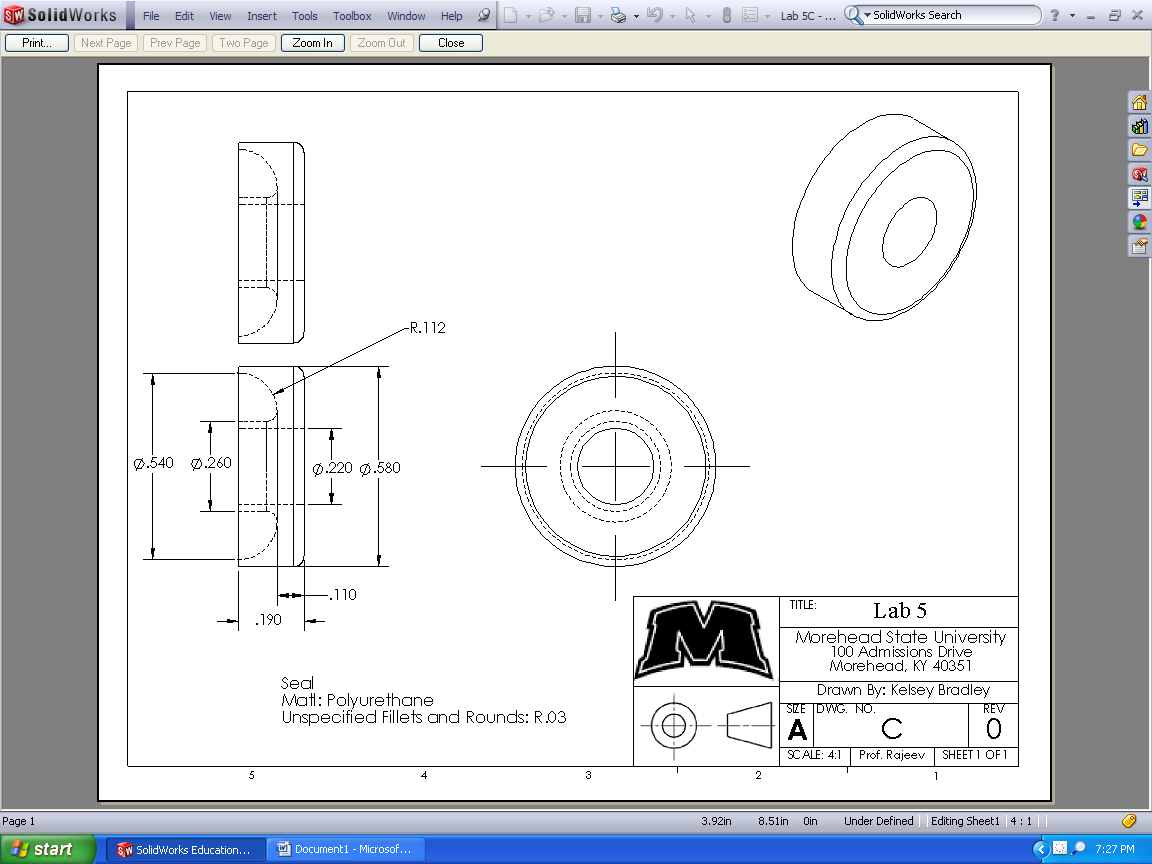 SolidWorks File Edit View Insert Tools Toolbox Window Help Lab 5C - ... SolidWorks Search
Print... Next Page Prev Page Two Page Zoom In Zoom Out Close
R.112
Ø.540 Ø.260 Ø.220 Ø.580
.110
.190
Seal
Matl: Polyurethane
Unspecified Fillets and Rounds: R.03
M
TITLE:
Lab 5
Morehead State University
100 Admissions Drive
Morehead, KY 40351
Drawn By: Kelsey Bradley
SIZE DWG. NO. REV
A C 0
SCALE: 4:1 Prof. Rajeev SHEET 1 OF 1
5 4 3 2 1
Page 1 3.92in 8.51in 0in Under Defined Editing Sheet1 4 : 1
start SolidWorks Education... Document1 - Microsof... 7:27 PM